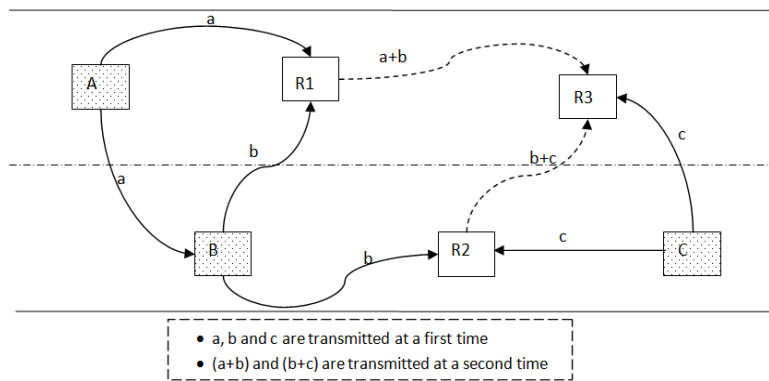 a
A
R1
a+b
R3
b
c
b+c
a
B
b
R2
c
C
• a, b and c are transmitted at a first time
• (a+b) and (b+c) are transmitted at a second time